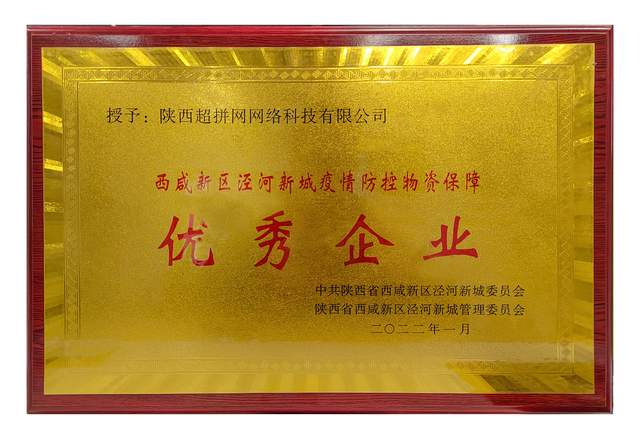 授予：陕西超拼网网络科技有限公司
西咸新区泾河新城疫情防控物资保障
优秀企业
中共陕西省西咸新区泾河新城委员会
陕西省西咸新区泾河新城管理委员会
二〇二二年一月